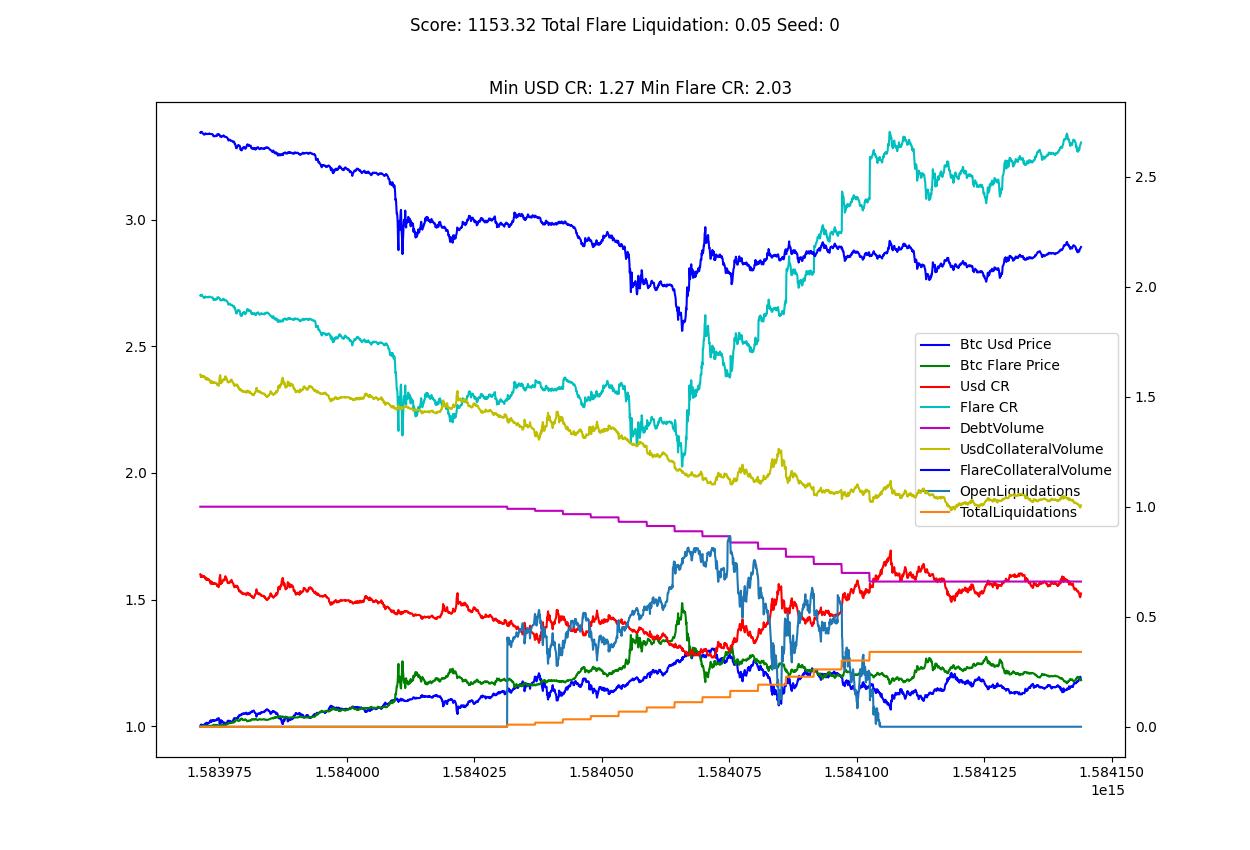 Score: 1153.32 Total Flare Liquidation: 0.05 Seed: 0
Min USD CR: 1.27 Min Flare CR: 2.03
3.0
2.5
2.0
1.5
1.0
2.5
2.0
1.5
1.0
0.5
0.0
Btc Usd Price
Btc Flare Price
Usd CR
Flare CR
DebtVolume
UsdCollateralVolume
FlareCollateralVolume
OpenLiquidations
TotalLiquidations
1.583975 1.584000 1.584025 1.584050 1.584075 1.584100 1.584125 1.584150
1e15